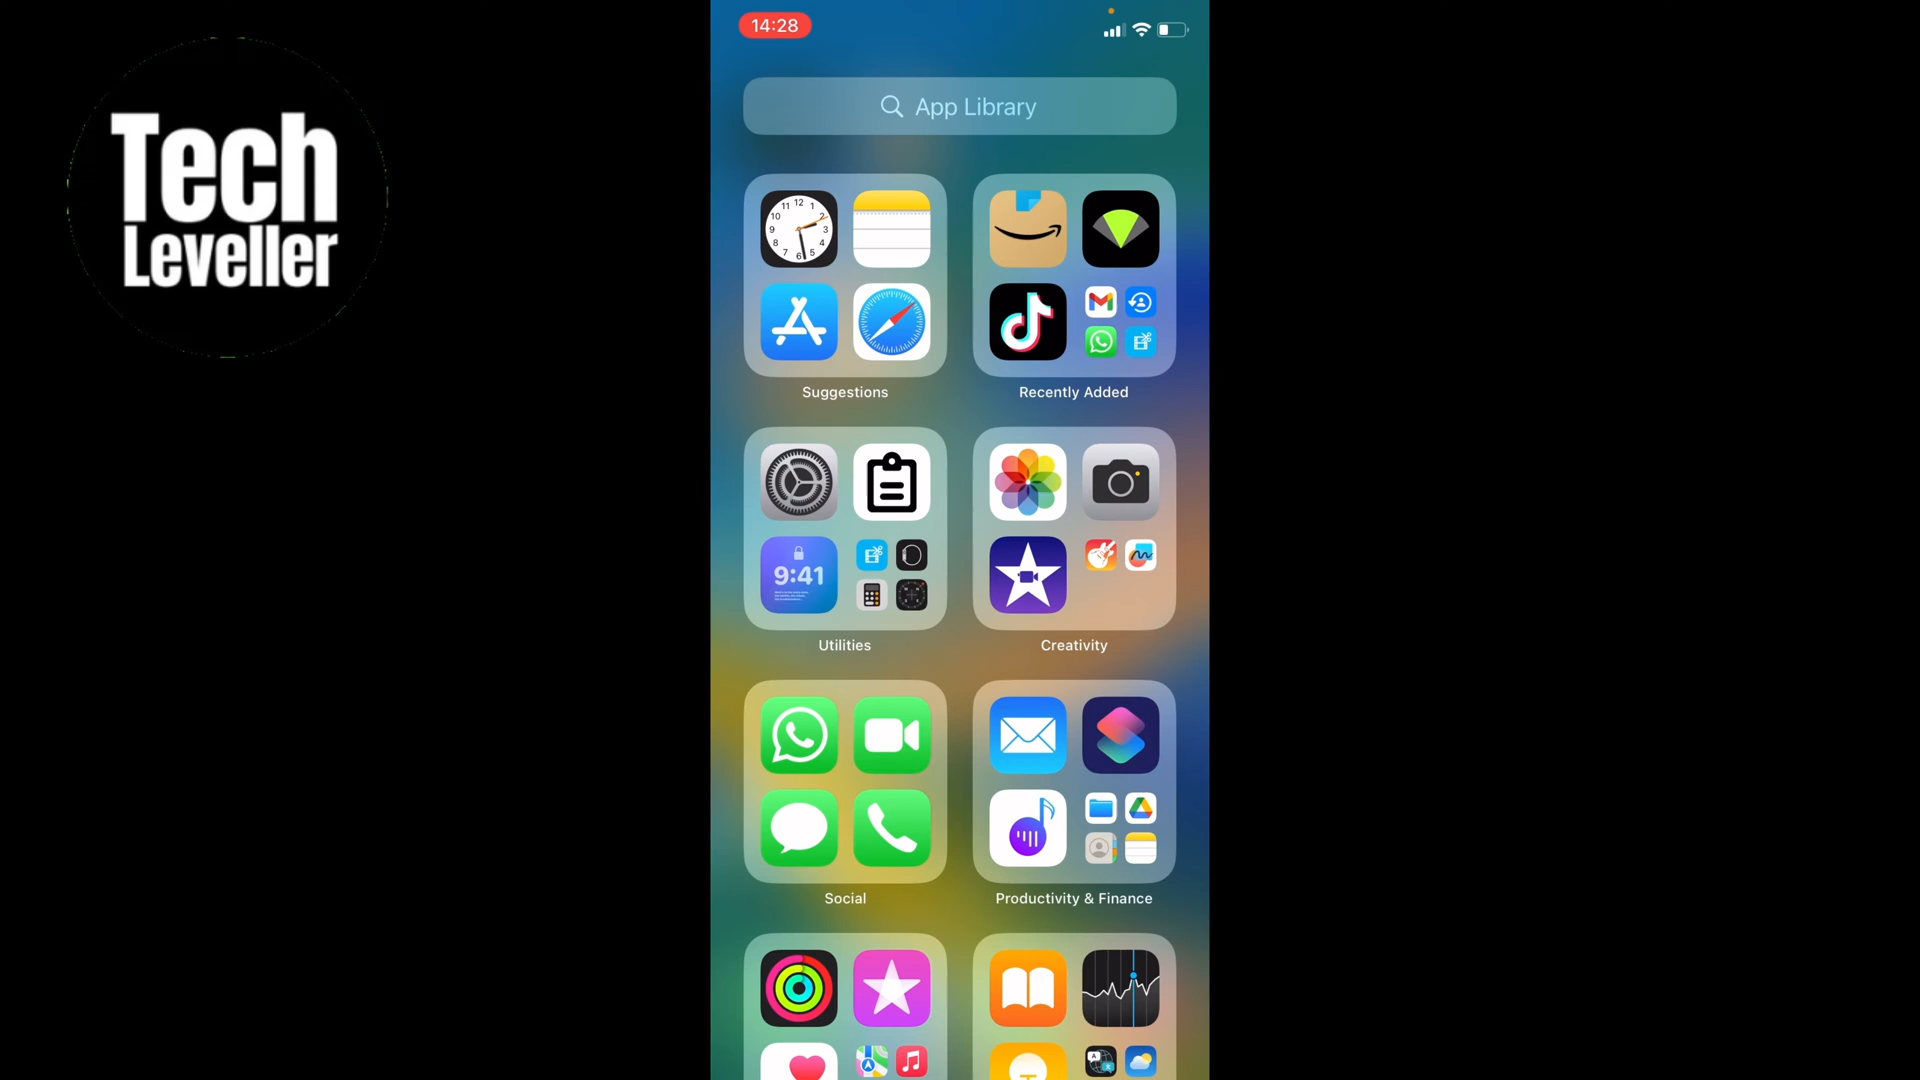 Tech
Leveller
14:28
App Library
Suggestions
Recently Added
9:41
Utilities
Creativity
Social
Productivity & Finance